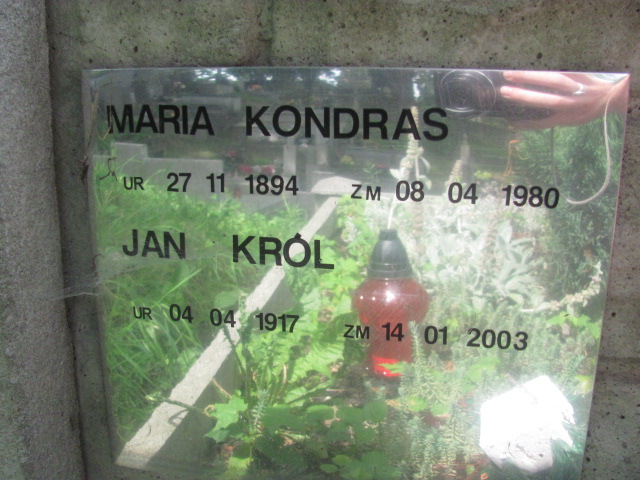 MARIA KONDRAS
UR 27 11 1894 ZM 08 04 1980
JAN KRÓL
UR 04 04 1917 ZM 14 01 2003